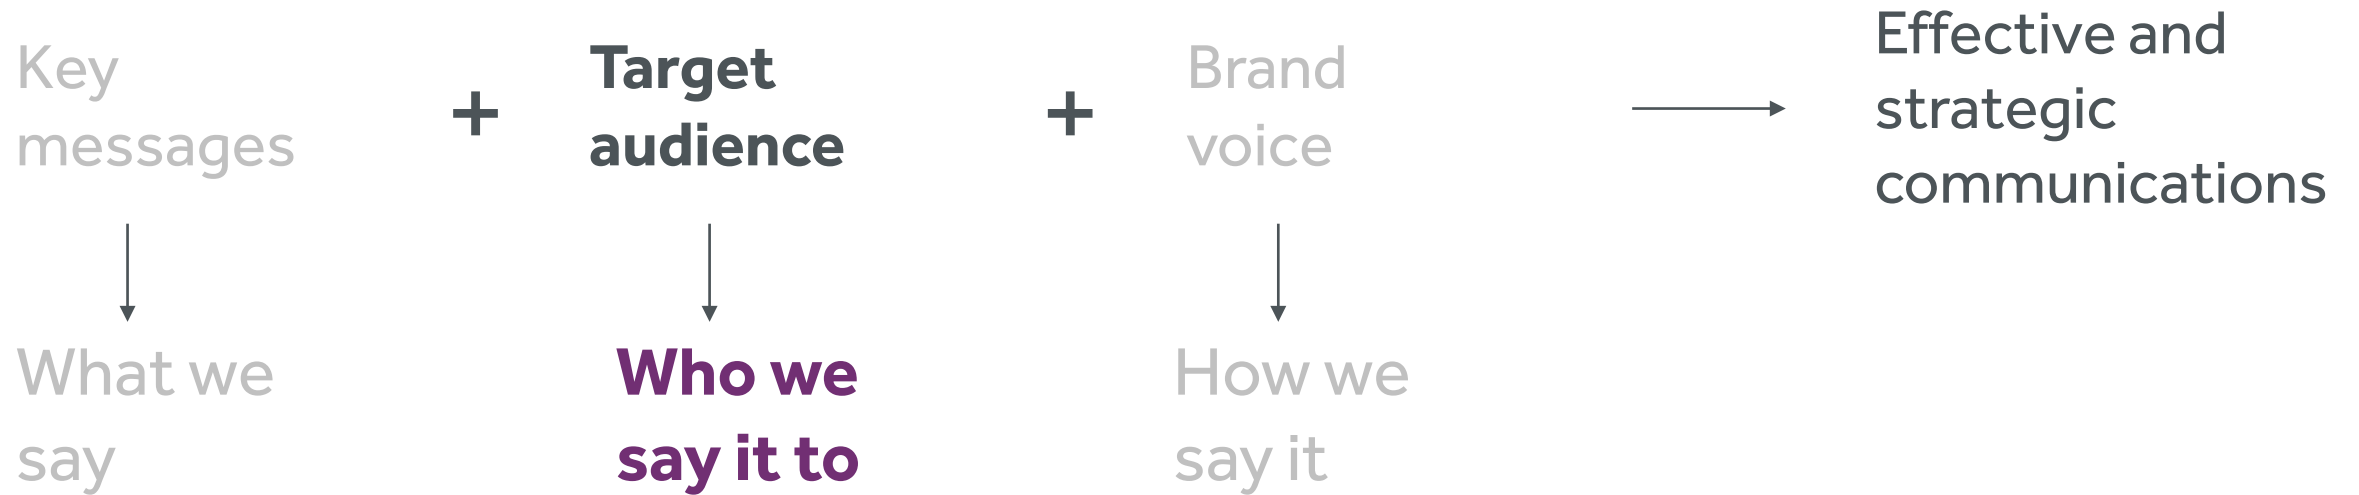 Key
messages
+
Target
audience
+
Brand
voice
Effective and
strategic
communications
What we
say
Who we
say it to
How we
say it